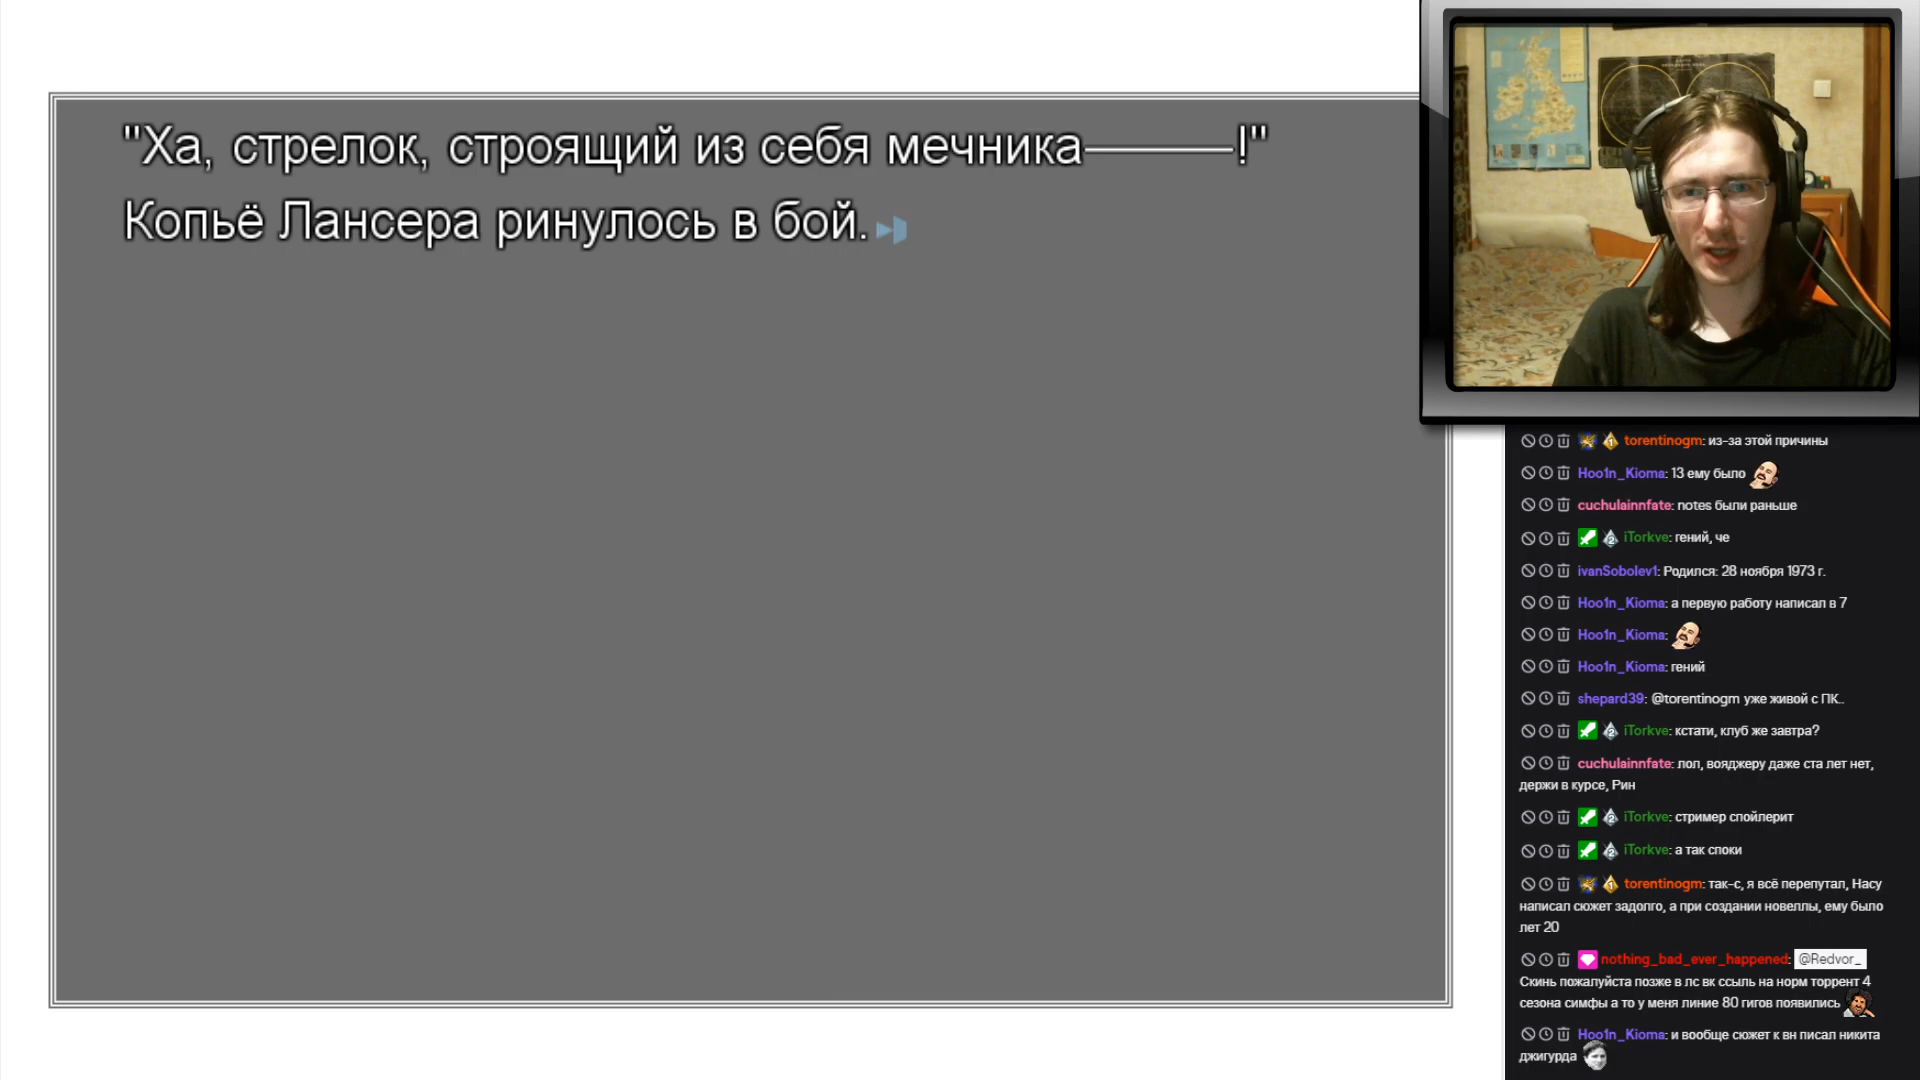 "Ха, стрелок, строящий из себя мечника———!"
Копьё Лансера ринулось в бой.
torentinogm: из-за этой причины
Hoo1n_Kioma: 13 ему было
cuchulainnfate: notes были раньше
iTorkve: гений, че
ivanSobolev1: Родился: 28 ноября 1973 г.
Hoo1n_Kioma: а первую работу написал в 7
Hoo1n_Kioma:
Hoo1n_Kioma: гений
shepard39: @torentinogm уже живой с ПК..
iTorkve: кстати, клуб же завтра?
cuchulainnfate: лол, вояджеру даже ста лет нет,
держи в курсе, Рин
iTorkve: стример спойлерит
iTorkve: а так споки
torentinogm: так-с, я всё перепутал, Насу
написал сюжет задолго, а при создании новеллы, ему было
лет 20
nothing_bad_ever_happened: @Redvor_
Скинь пожалуйста позже в лс вк ссыль на норм торрент 4
сезона симфы а то у меня линие 80 гигов появились
Hoo1n_Kioma: и вообще сюжет к вн писал никита
джигурда